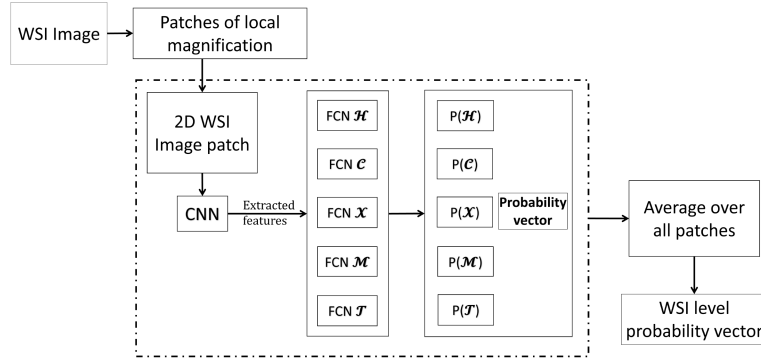 WSI Image
Patches of local
magnification
2D WSI
Image patch
CNN
Extracted
features
FCN 𝓗
FCN 𝓒
FCN 𝓧
FCN 𝓜
FCN 𝓣
P(𝓗)
P(𝓒)
P(𝓧)
P(𝓜)
P(𝓣)
Probability
vector
Average over
all patches
WSI level
probability vector